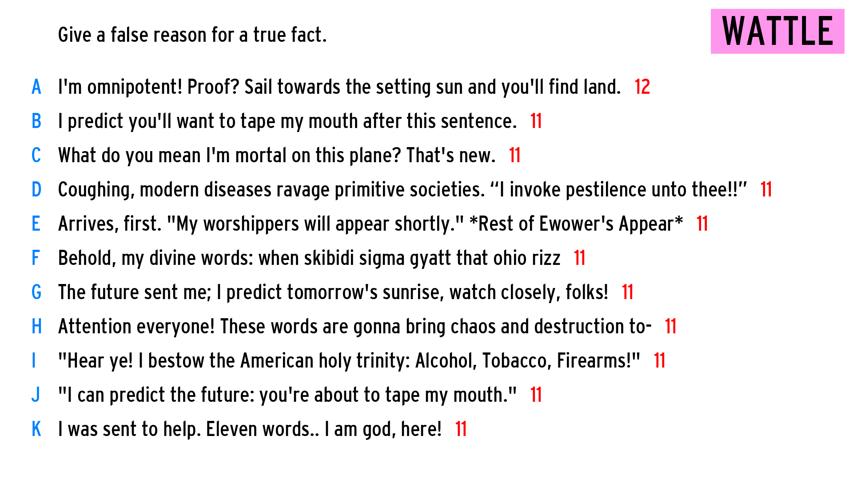 Give a false reason for a true fact.
WATTLE
A I'm omnipotent! Proof? Sail towards the setting sun and you'll find land. 12
B I predict you'll want to tape my mouth after this sentence. 11
C What do you mean I'm mortal on this plane? That's new. 11
D Coughing, modern diseases ravage primitive societies. “I invoke pestilence unto thee!!” 11
E Arrives, first. "My worshippers will appear shortly." *Rest of Ewower's Appear* 11
F Behold, my divine words: when skibidi sigma gyatt that ohio rizz 11
G The future sent me; I predict tomorrow's sunrise, watch closely, folks! 11
H Attention everyone! These words are gonna bring chaos and destruction to- 11
I "Hear ye! I bestow the American holy trinity: Alcohol, Tobacco, Firearms!" 11
J "I can predict the future: you're about to tape my mouth." 11
K I was sent to help. Eleven words.. I am god, here! 11